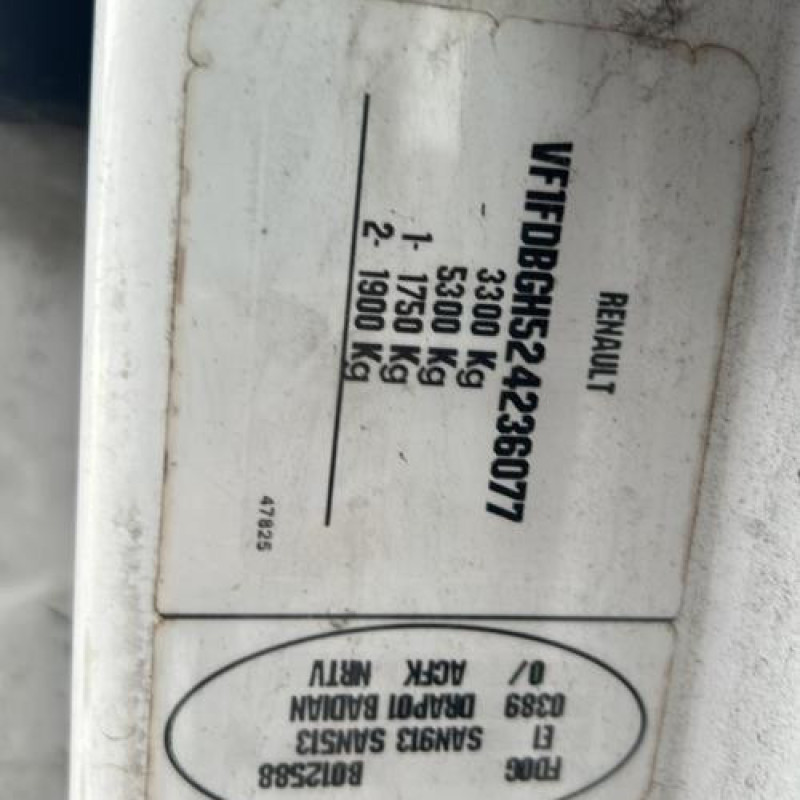 RENAULT
VF1FDBGH524236077
3300 Kg
5300 Kg
1- 1750 Kg
2- 1900 Kg
47825
FD0G B012588
E1 SAN913 SAN513
0389 DRAP01 BADIAN
0/ ACFK NRTV